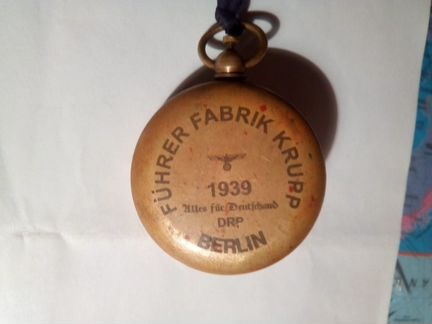 FÜHRER FABRIK KRUPP
1939
Alles für Deutschland
DRP
BERLIN